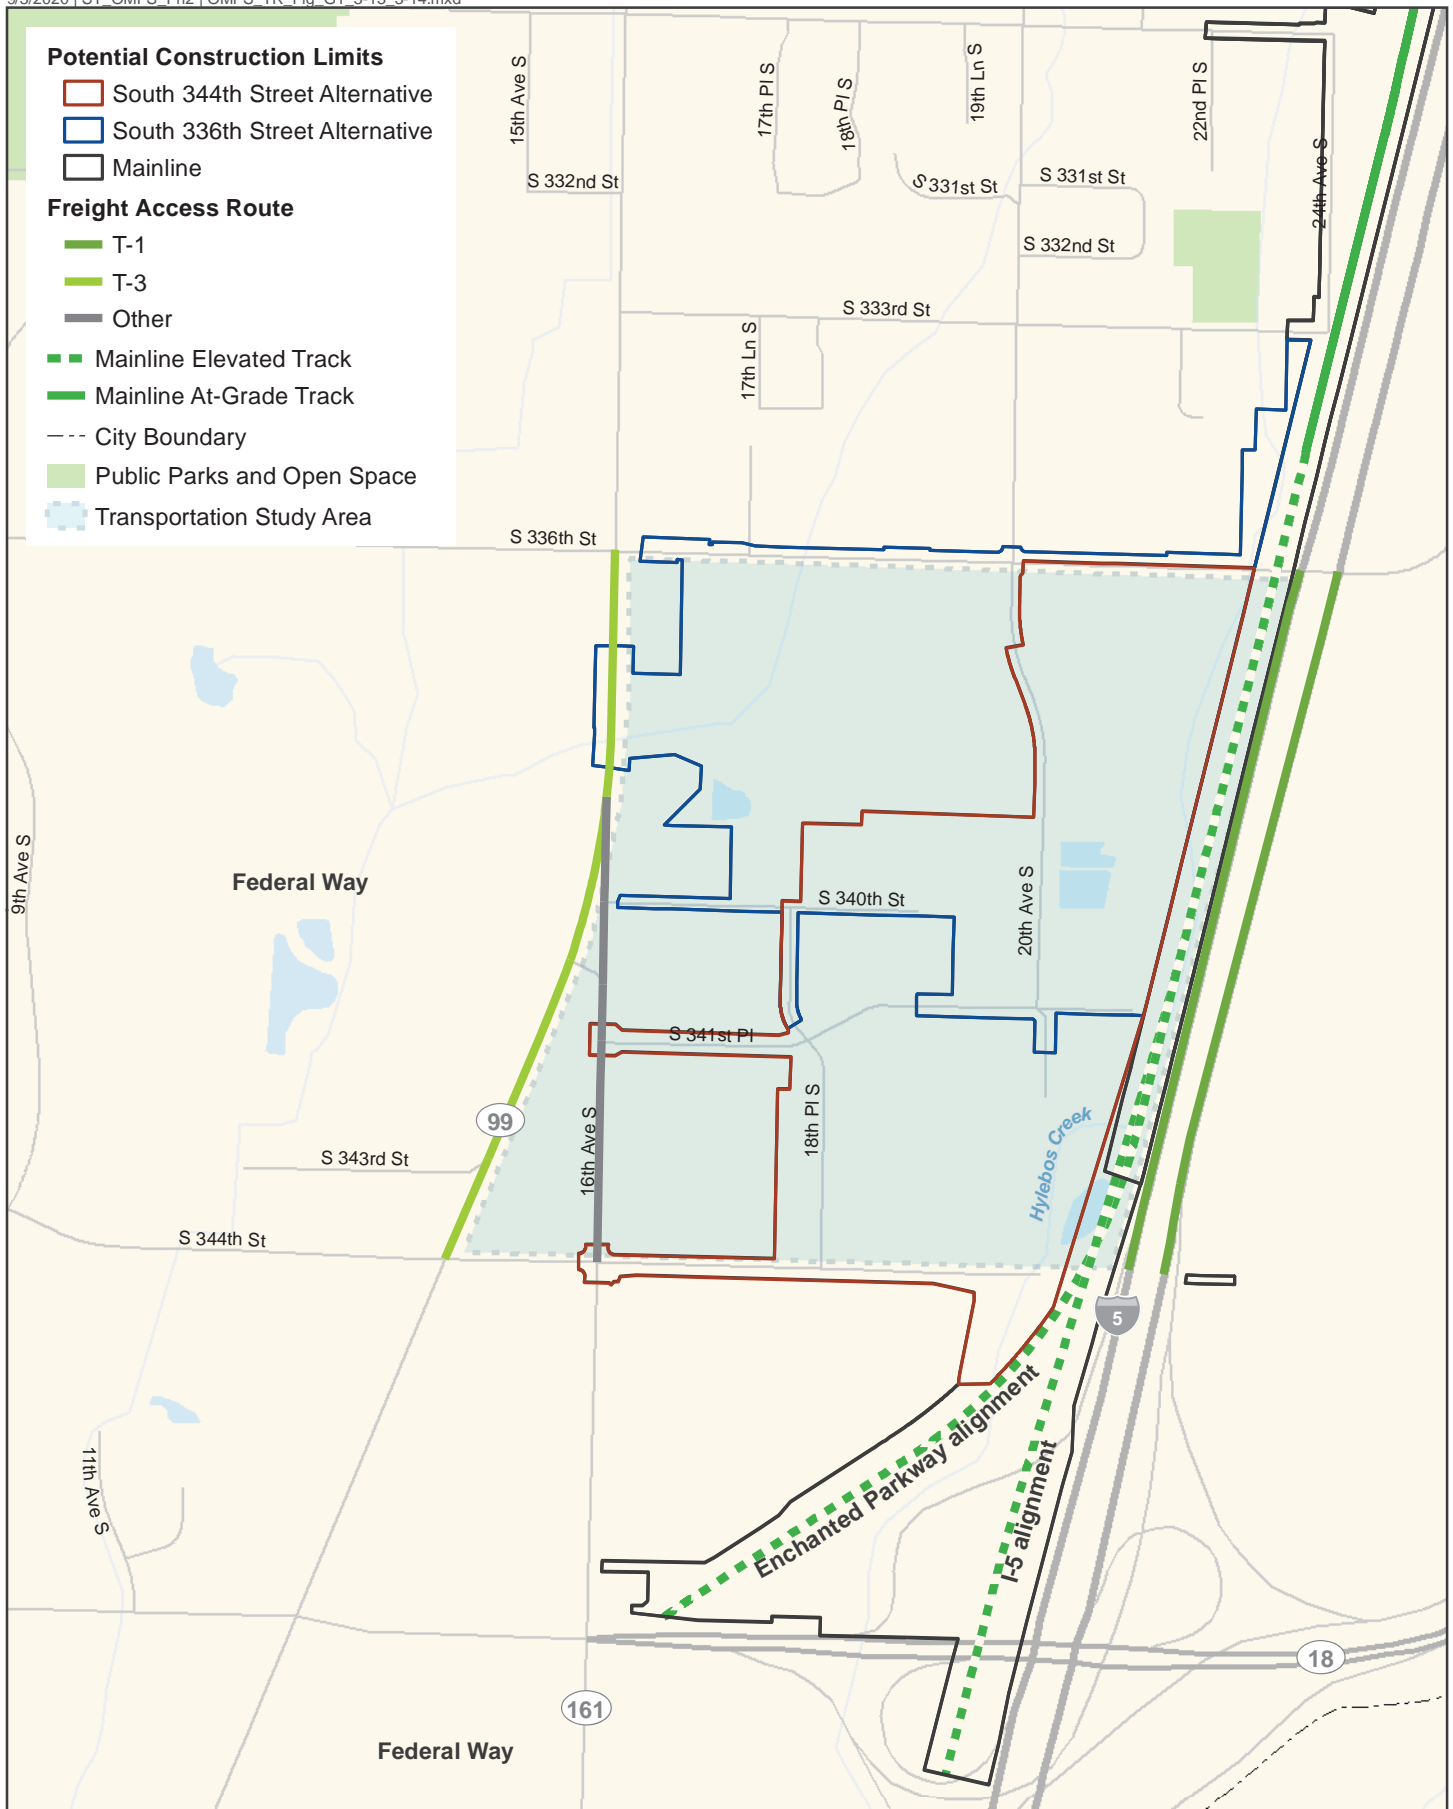 Potential Construction Limits
South 344th Street Alternative
South 336th Street Alternative
Mainline
Freight Access Route
T-1
T-3
Other
Mainline Elevated Track
Mainline At-Grade Track
City Boundary
Public Parks and Open Space
Transportation Study Area
15th Ave S
17th Pl S
18th Pl S
19th Ln S
22nd Pl S
24th Ave S
S 332nd St
S 331st St
S 331st St
S 332nd St
S 333rd St
17th Ln S
S 336th St
9th Ave S
Federal Way
S 340th St
20th Ave S
S 341st Pl
99
16th Ave S
18th Pl S
Hylebos Creek
S 343rd St
S 344th St
5
Enchanted Parkway alignment
I-5 alignment
11th Ave S
18
161
Federal Way